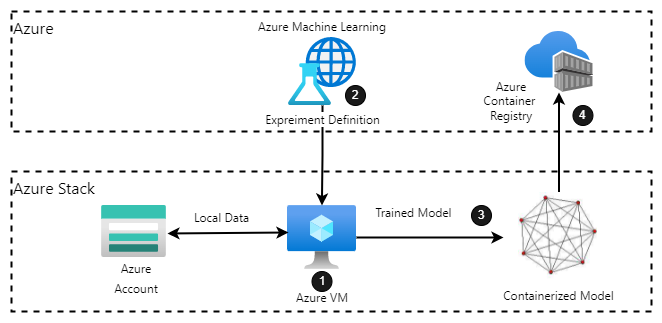 Azure
Azure Machine Learning
2
Expreiment Definition
Azure
Container
Registry
4
Azure Stack
Local Data
Trained Model
3
Azure
Account
1
Azure VM
Containerized Model